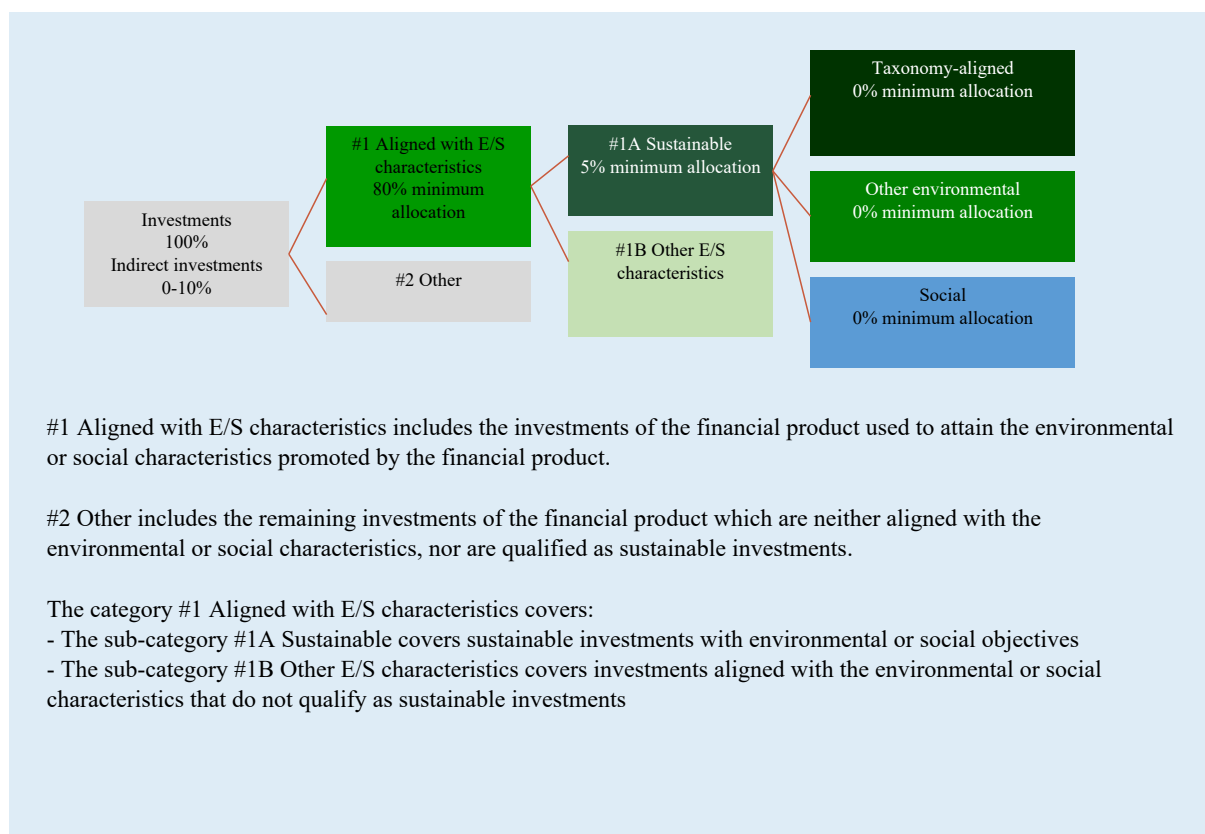 Investments
100%
Indirect investments
0-10%
#1 Aligned with E/S
characteristics
80% minimum
allocation
#2 Other
#1A Sustainable
5% minimum allocation
#1B Other E/S
characteristics
Taxonomy-aligned
0% minimum allocation
Other environmental
0% minimum allocation
Social
0% minimum allocation
#1 Aligned with E/S characteristics includes the investments of the financial product used to attain the environmental
or social characteristics promoted by the financial product.
#2 Other includes the remaining investments of the financial product which are neither aligned with the
environmental or social characteristics, nor are qualified as sustainable investments.
The category #1 Aligned with E/S characteristics covers:
- The sub-category #1A Sustainable covers sustainable investments with environmental or social objectives
- The sub-category #1B Other E/S characteristics covers investments aligned with the environmental or social
characteristics that do not qualify as sustainable investments